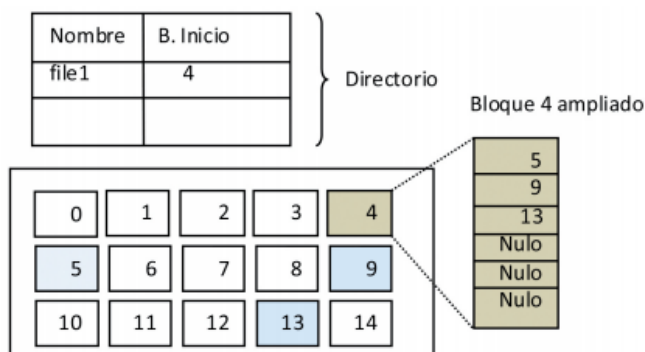 Nombre B. Inicio
file1 4
Directorio
Bloque 4 ampliado
5
9
13
Nulo
Nulo
Nulo
0 1 2 3 4
5 6 7 8 9
10 11 12 13 14